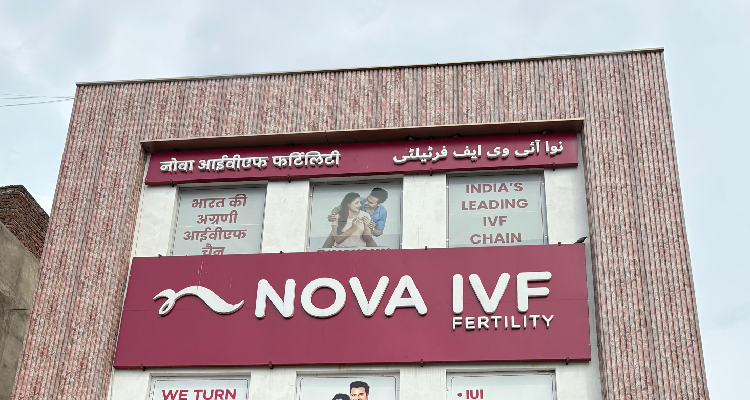 नोवा आईवीएफ फर्टिलिटी
نوا آئی وی ایف فرٹیلٹی
भारत की
अग्रणी
आईवीएफ
चैन
INDIA'S
LEADING
IVF
CHAIN
NOVA IVF
FERTILITY
WE TURN
• IUI